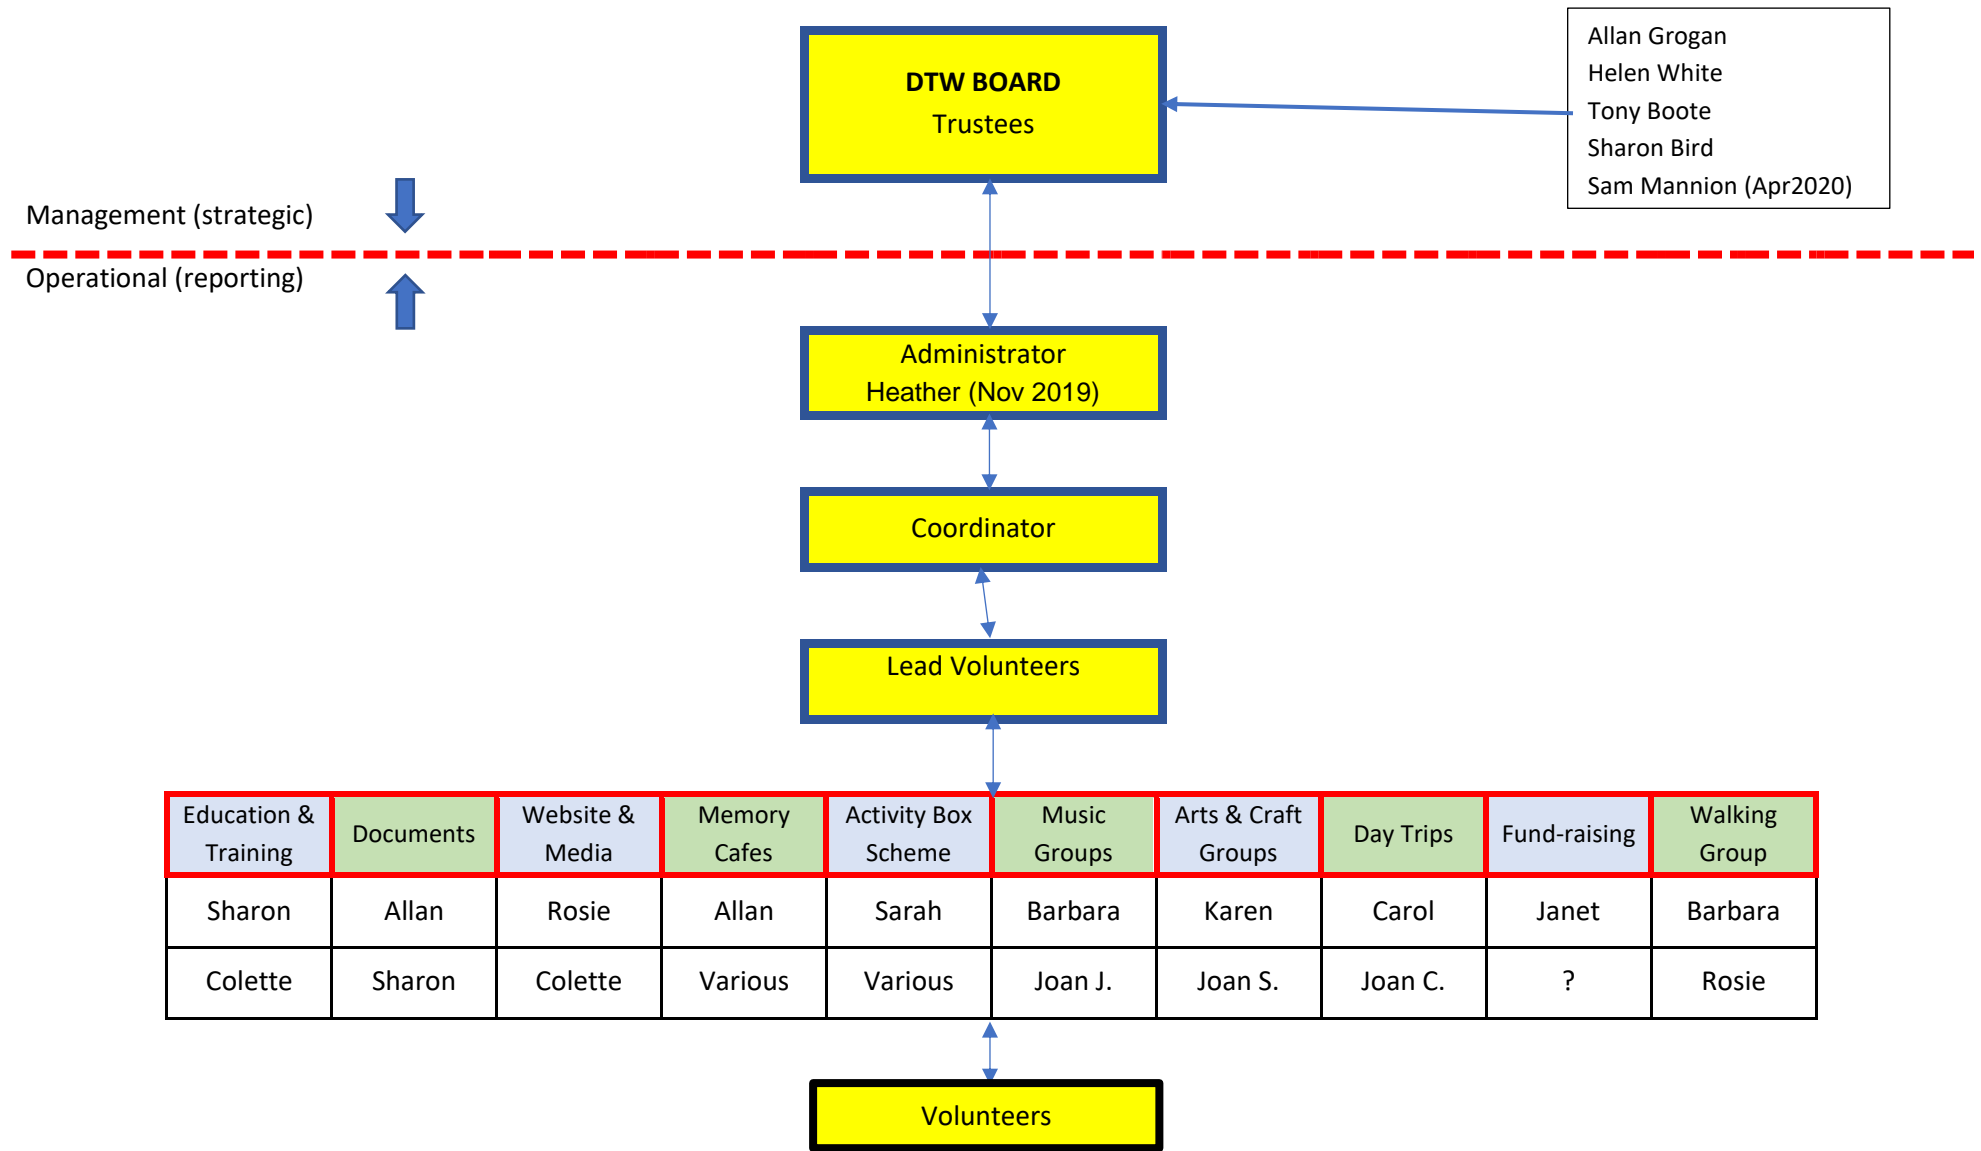 DTW BOARD
Trustees
Allan Grogan
Helen White
Tony Boote
Sharon Bird
Sam Mannion (Apr2020)
Management (strategic)
Operational (reporting)
Administrator
Heather (Nov 2019)
Coordinator
Lead Volunteers
Education &
Training
Documents
Website &
Media
Memory
Cafes
Activity Box
Scheme
Music
Groups
Arts & Craft
Groups
Day Trips
Fund-raising
Walking
Group
Sharon
Allan
Rosie
Allan
Sarah
Barbara
Karen
Carol
Janet
Barbara
Colette
Sharon
Colette
Various
Various
Joan J.
Joan S.
Joan C.
?
Rosie
Volunteers